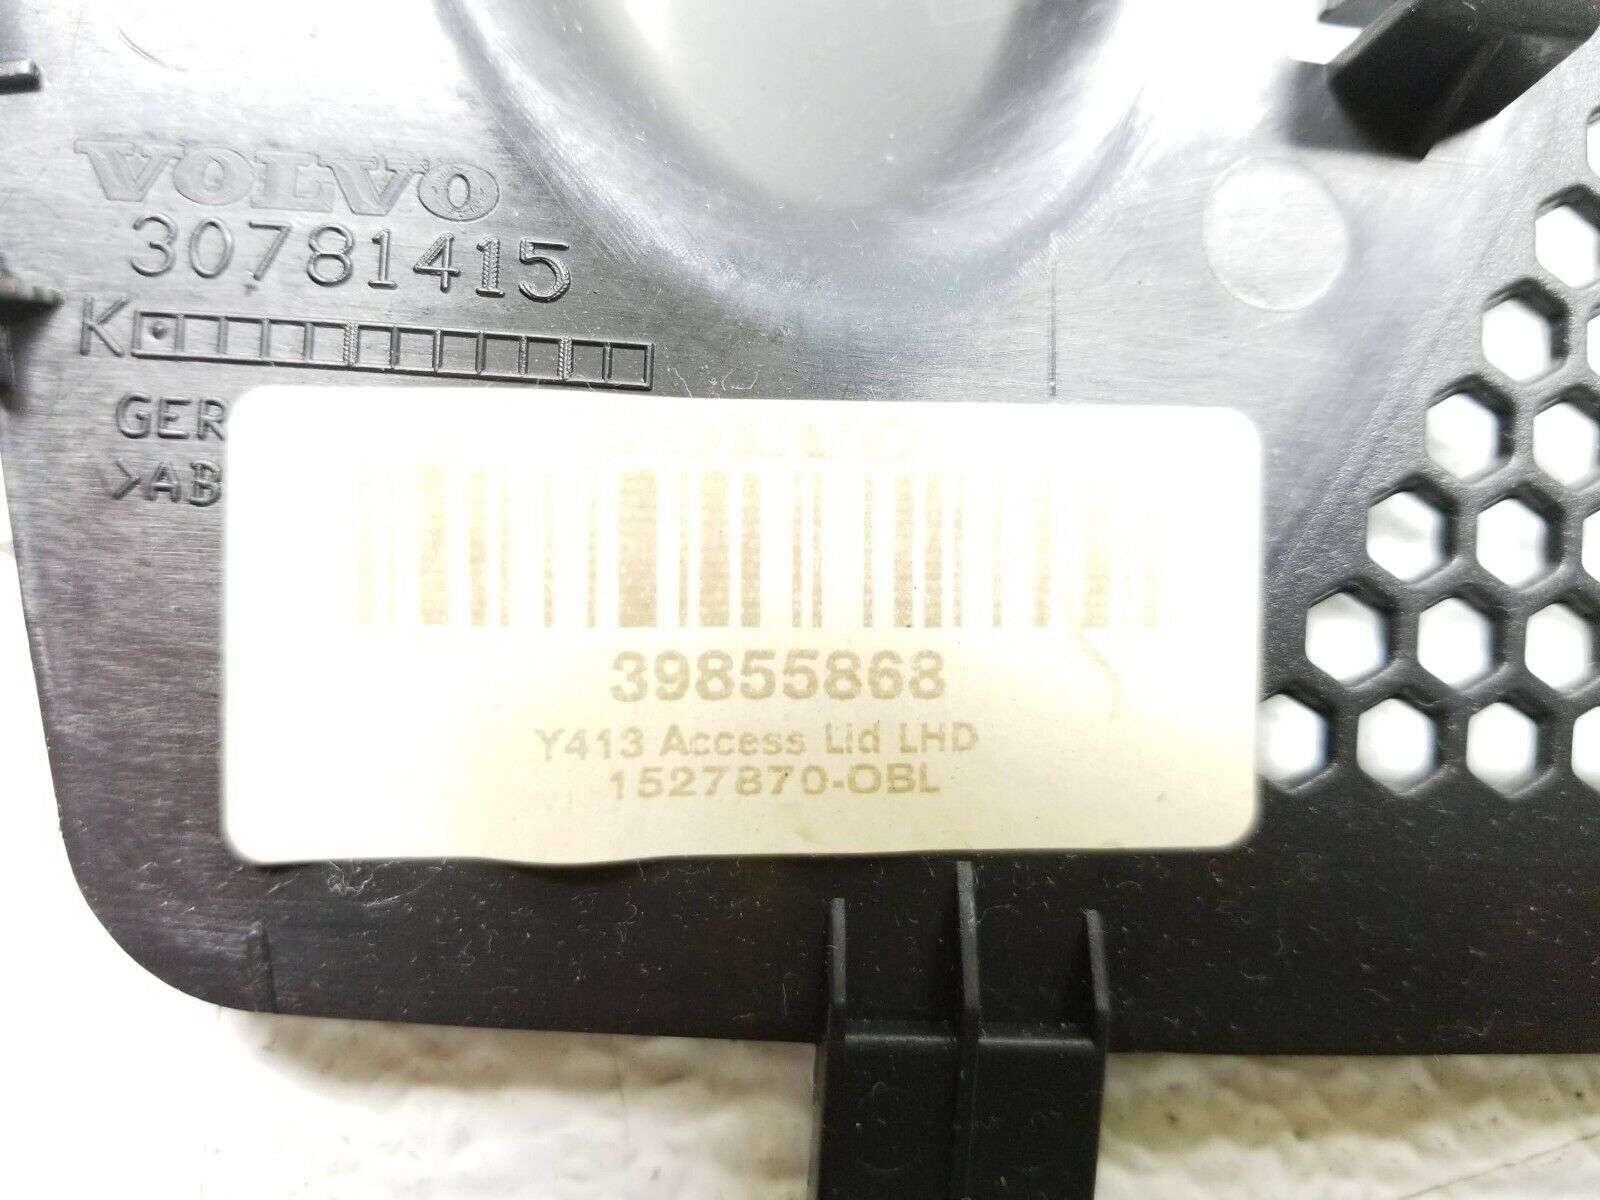 VOLVO
30781415
K
GER
>AB
VOLVO
39855868
Y413 Access Lid LHD
1527870-OBL